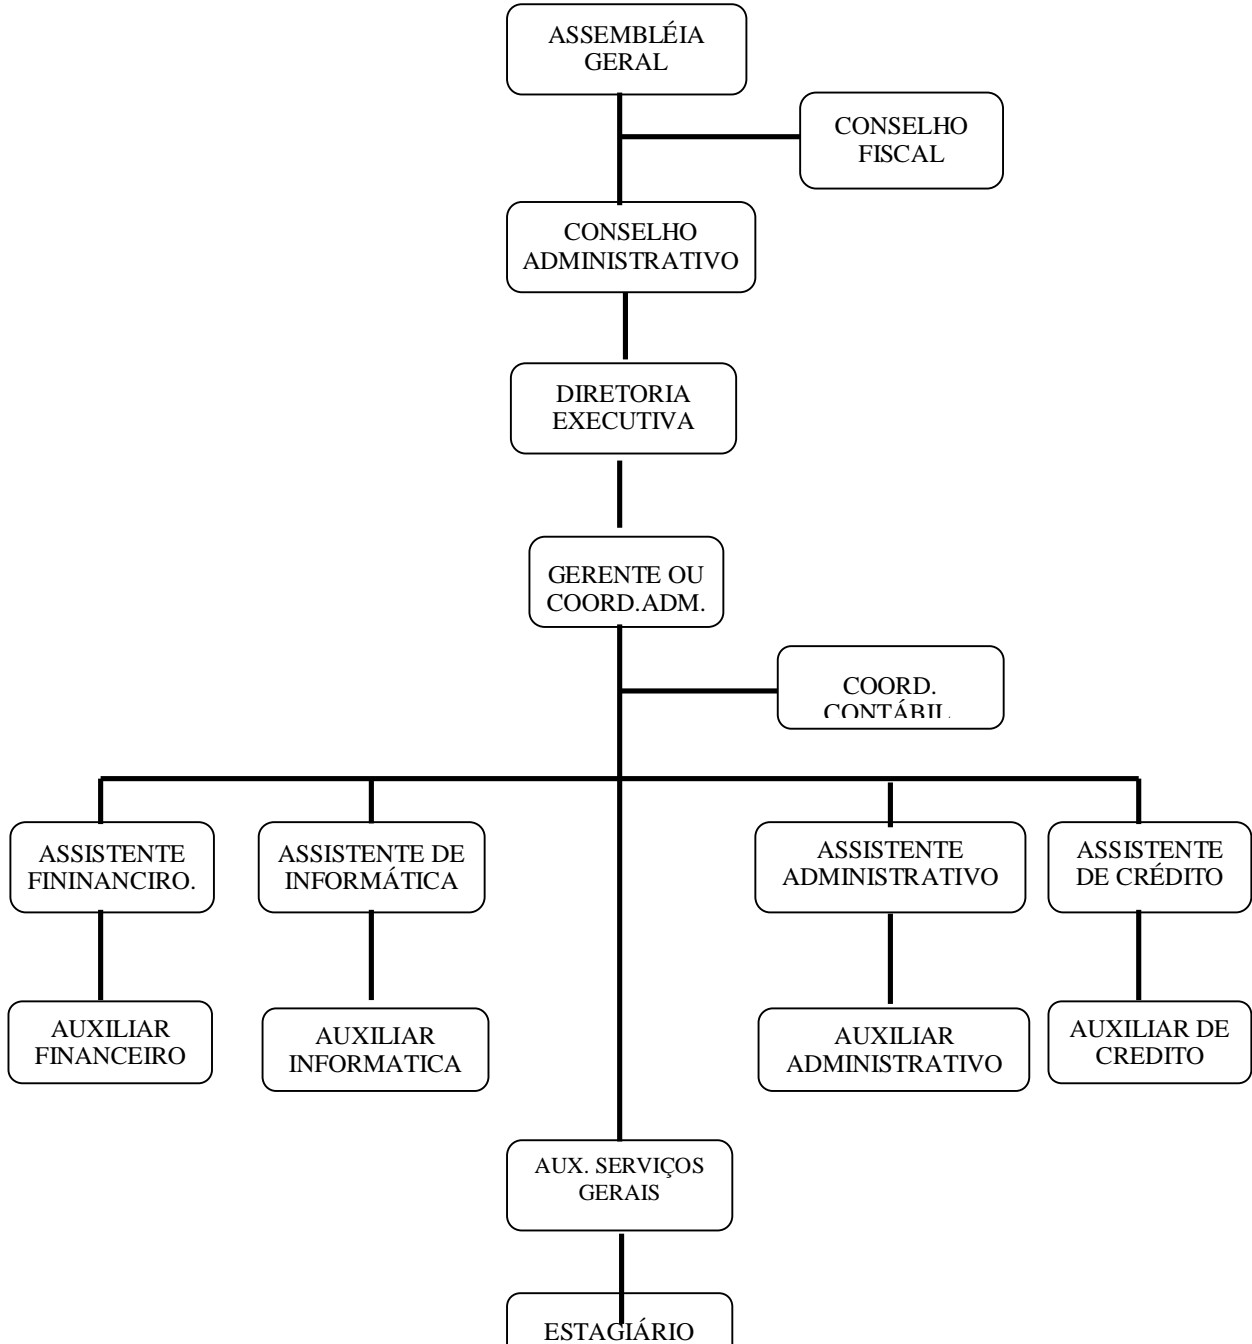 ASSEMBLÉIA
GERAL
CONSELHO
FISCAL
CONSELHO
ADMINISTRATIVO
DIRETORIA
EXECUTIVA
GERENTE OU
COORD.ADM.
COORD.
CONTÁBIL
ASSISTENTE
FININANCIRO.
ASSISTENTE DE
INFORMÁTICA
ASSISTENTE
ADMINISTRATIVO
ASSISTENTE
DE CRÉDITO
AUXILIAR
FINANCEIRO
AUXILIAR
INFORMATICA
AUXILIAR
ADMINISTRATIVO
AUXILIAR DE
CREDITO
AUX. SERVIÇOS
GERAIS
ESTAGIÁRIO